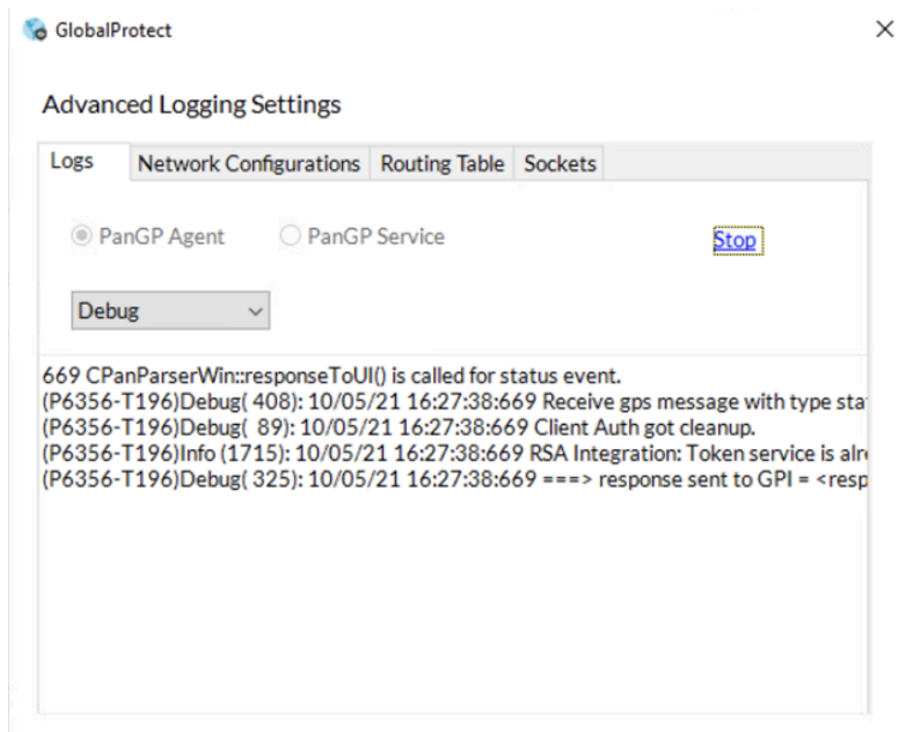 GlobalProtect
Advanced Logging Settings
Logs Network Configurations Routing Table Sockets
PanGP Agent PanGP Service Stop
Debug
669 CPanParserWin::responseToUI() is called for status event.
(P6356-T196)Debug( 408): 10/05/21 16:27:38:669 Receive gps message with type sta
(P6356-T196)Debug(  89): 10/05/21 16:27:38:669 Client Auth got cleanup.
(P6356-T196)Info (1715): 10/05/21 16:27:38:669 RSA Integration: Token service is alr
(P6356-T196)Debug( 325): 10/05/21 16:27:38:669 ===> response sent to GPI = <resp